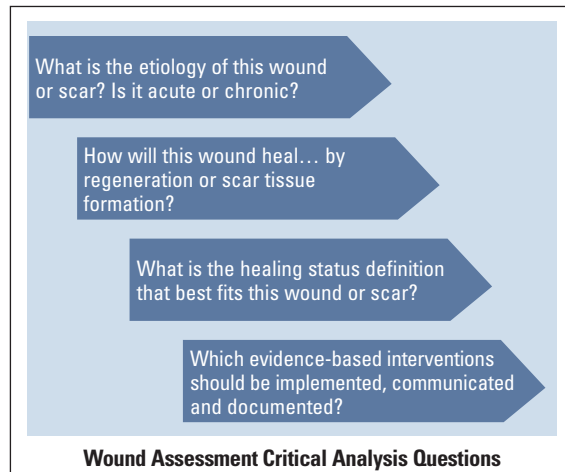 What is the etiology of this wound
or scar? Is it acute or chronic?
How will this wound heal… by
regeneration or scar tissue
formation?
What is the healing status definition
that best fits this wound or scar?
Which evidence-based interventions
should be implemented, communicated
and documented?
Wound Assessment Critical Analysis Questions